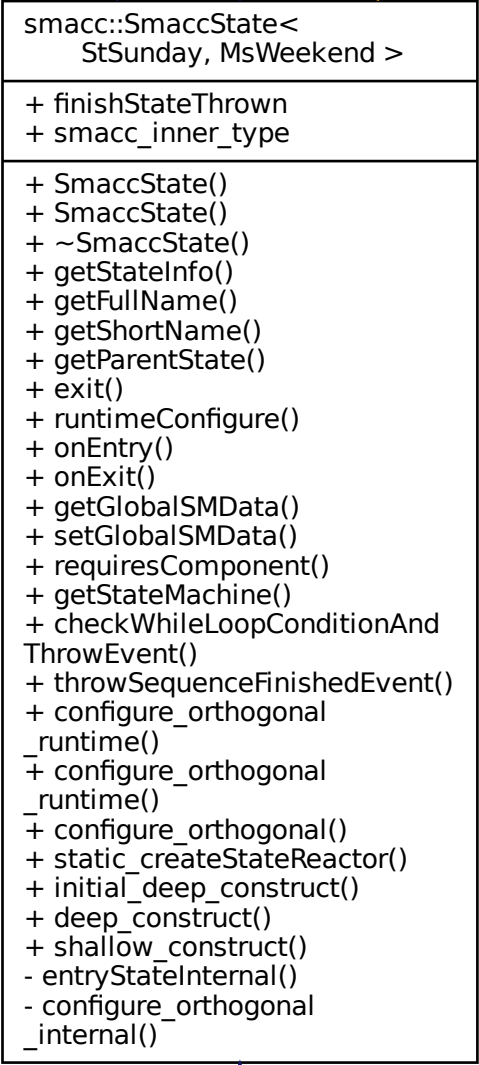 smacc::SmaccState<
StSunday, MsWeekend >
+ finishStateThrown
+ smacc_inner_type
+ SmaccState()
+ SmaccState()
+ ~SmaccState()
+ getStateInfo()
+ getFullName()
+ getShortName()
+ getParentState()
+ exit()
+ runtimeConfigure()
+ onEntry()
+ onExit()
+ getGlobalSMData()
+ setGlobalSMData()
+ requiresComponent()
+ getStateMachine()
+ checkWhileLoopConditionAnd
ThrowEvent()
+ throwSequenceFinishedEvent()
+ configure_orthogonal
_runtime()
+ configure_orthogonal
_runtime()
+ configure_orthogonal()
+ static_createStateReactor()
+ initial_deep_construct()
+ deep_construct()
+ shallow_construct()
- entryStateInternal()
- configure_orthogonal
_internal()